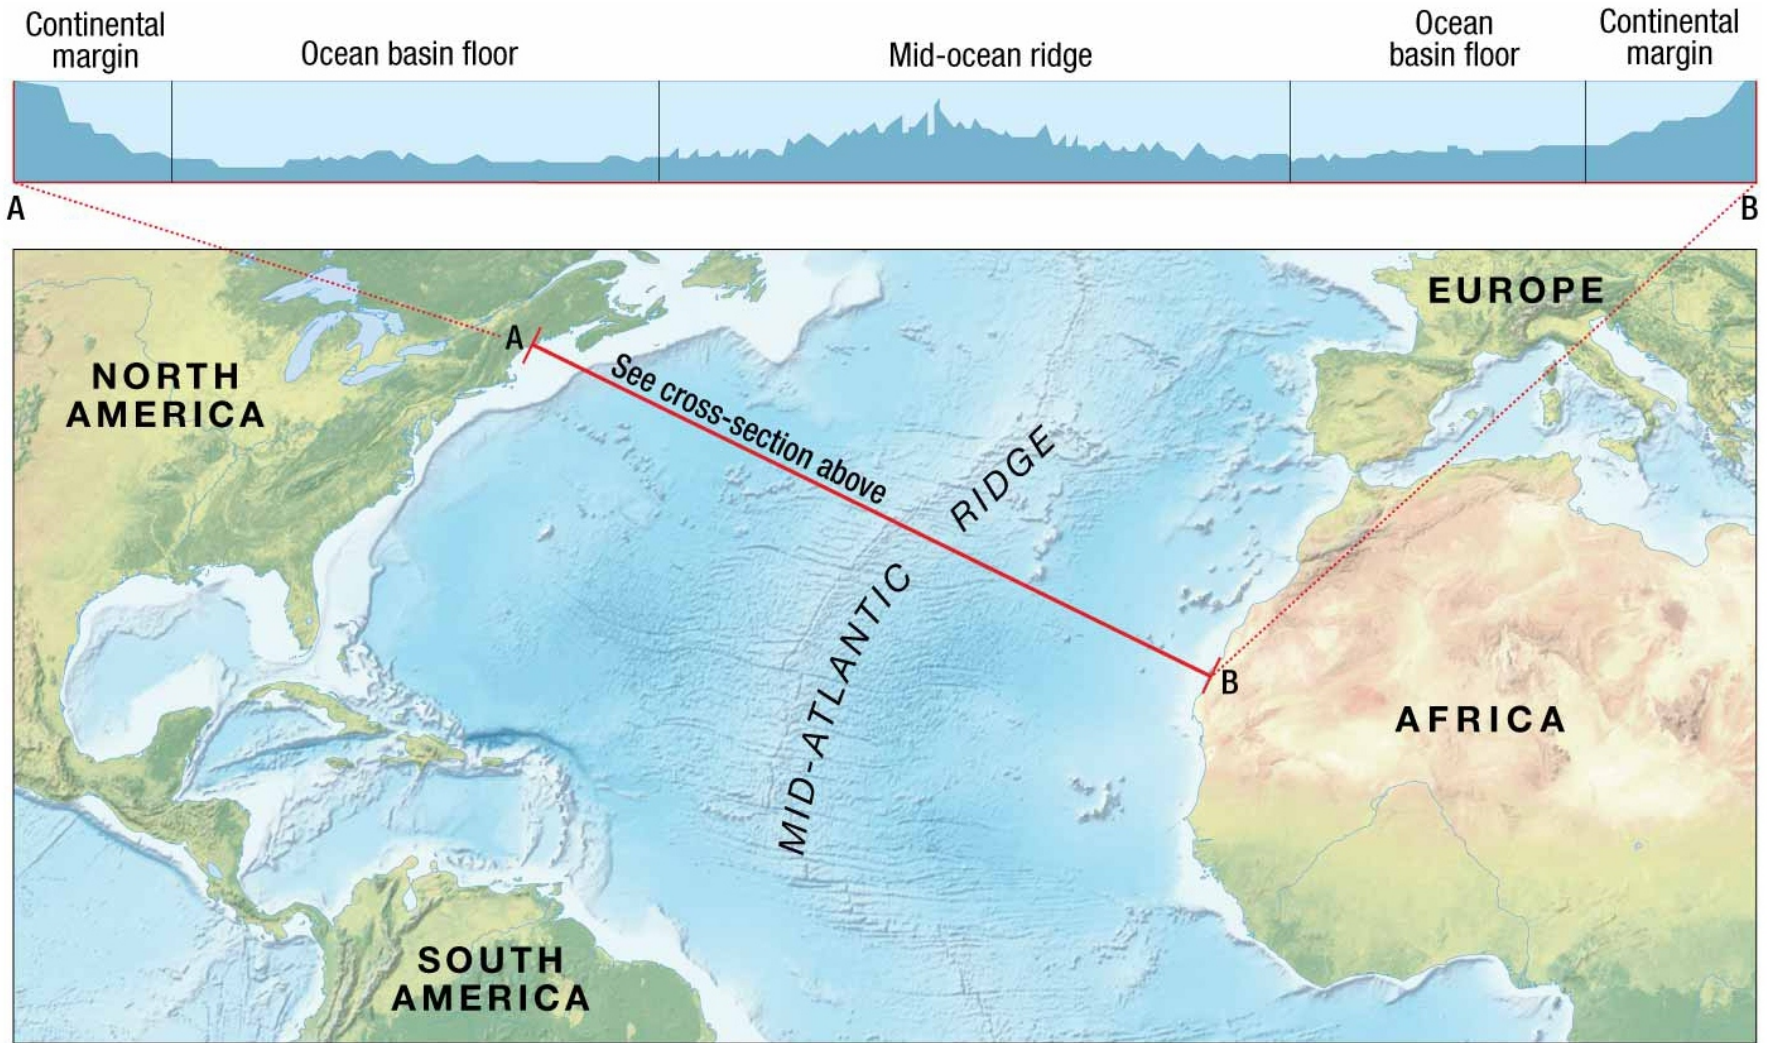 Continental
margin
Ocean basin floor
Mid-ocean ridge
Ocean
basin floor
Continental
margin
A
B
EUROPE
NORTH
AMERICA
A
See cross-section above
RIDGE
MID-ATLANTIC
B
AFRICA
SOUTH
AMERICA